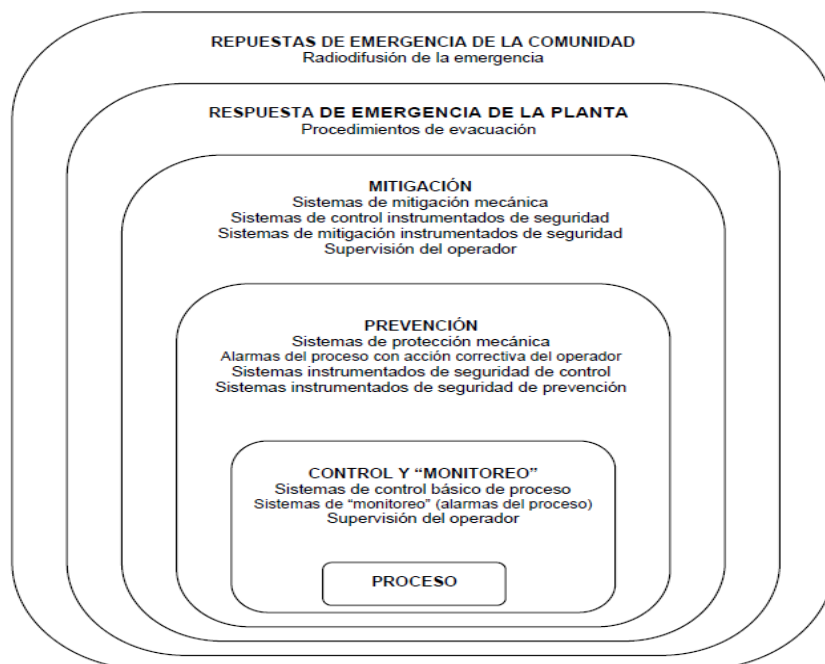 REPUESTAS DE EMERGENCIA DE LA COMUNIDAD
Radiodifusión de la emergencia
RESPUESTA DE EMERGENCIA DE LA PLANTA
Procedimientos de evacuación
MITIGACIÓN
Sistemas de mitigación mecánica
Sistemas de control instrumentados de seguridad
Sistemas de mitigación instrumentados de seguridad
Supervisión del operador
PREVENCIÓN
Sistemas de protección mecánica
Alarmas del proceso con acción correctiva del operador
Sistemas instrumentados de seguridad de control
Sistemas instrumentados de seguridad de prevención
CONTROL Y “MONITOREO”
Sistemas de control básico de proceso
Sistemas de “monitoreo” (alarmas del proceso)
Supervisión del operador
PROCESO